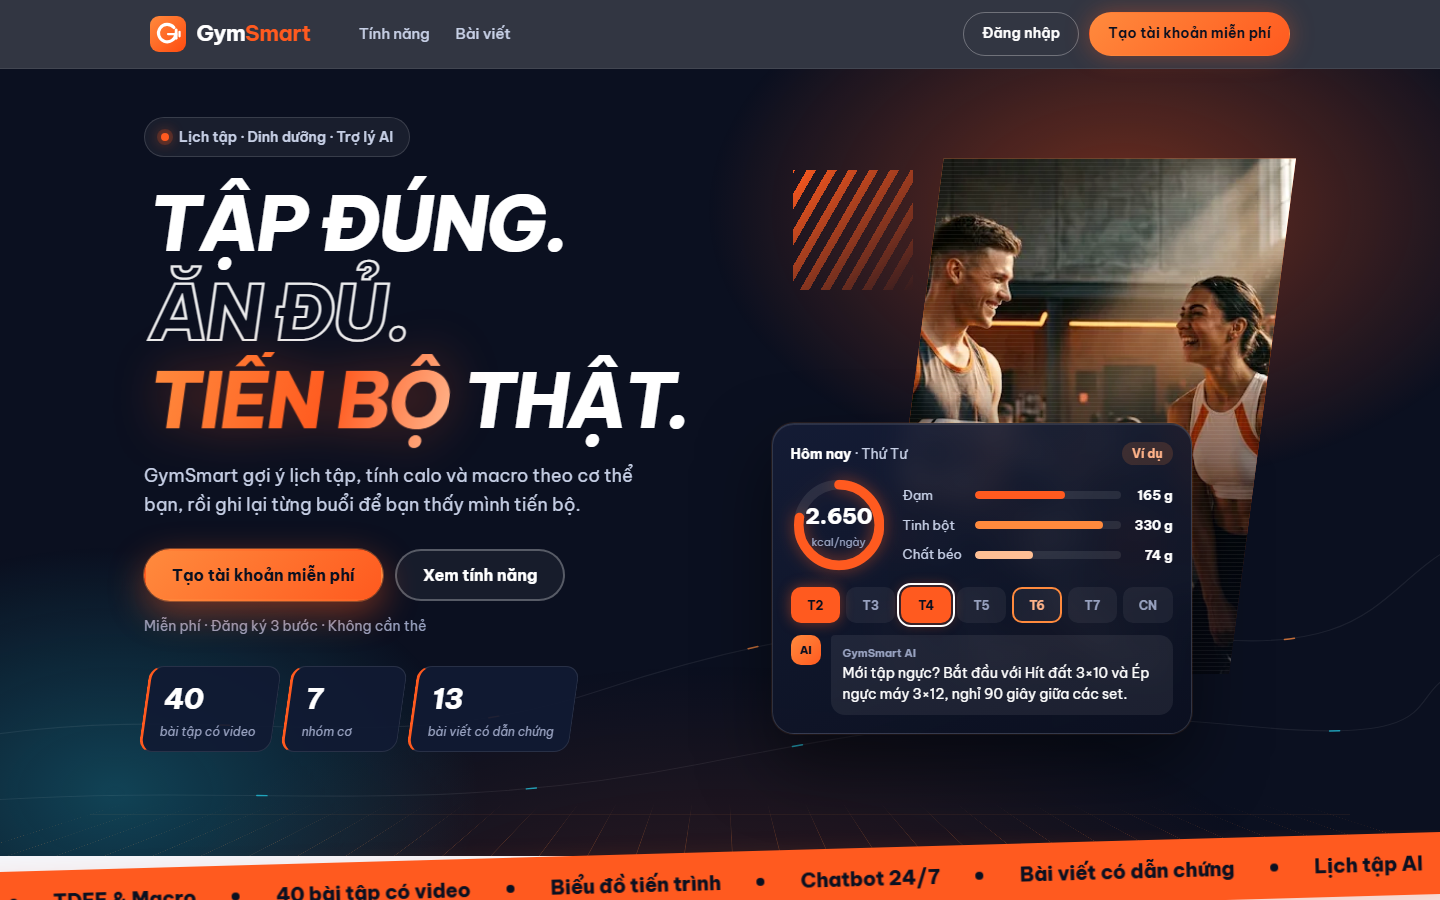 GymSmart
Tính năng
Bài viết
Đăng nhập
Tạo tài khoản miễn phí
Lịch tập · Dinh dưỡng · Trợ lý AI
TẬP ĐÚNG.
ĂN ĐỦ.
TIẾN BỘ THẬT.
GymSmart gợi ý lịch tập, tính calo và macro theo cơ thể
bạn, rồi ghi lại từng buổi để bạn thấy mình tiến bộ.
Tạo tài khoản miễn phí
Xem tính năng
Miễn phí · Đăng ký 3 bước · Không cần thẻ
40
bài tập có video
7
nhóm cơ
13
bài viết có dẫn chứng
Hôm nay · Thứ Tư
Ví dụ
2.650
kcal/ngày
Đạm
165 g
Tinh bột
330 g
Chất béo
74 g
T2
T3
T4
T5
T6
T7
CN
AI
GymSmart AI
Mới tập ngực? Bắt đầu với Hít đất 3×10 và Ép
ngực máy 3×12, nghỉ 90 giây giữa các set.
TDEE & Macro • 40 bài tập có video • Biểu đồ tiến trình • Chatbot 24/7 • Bài viết có dẫn chứng • Lịch tập AI